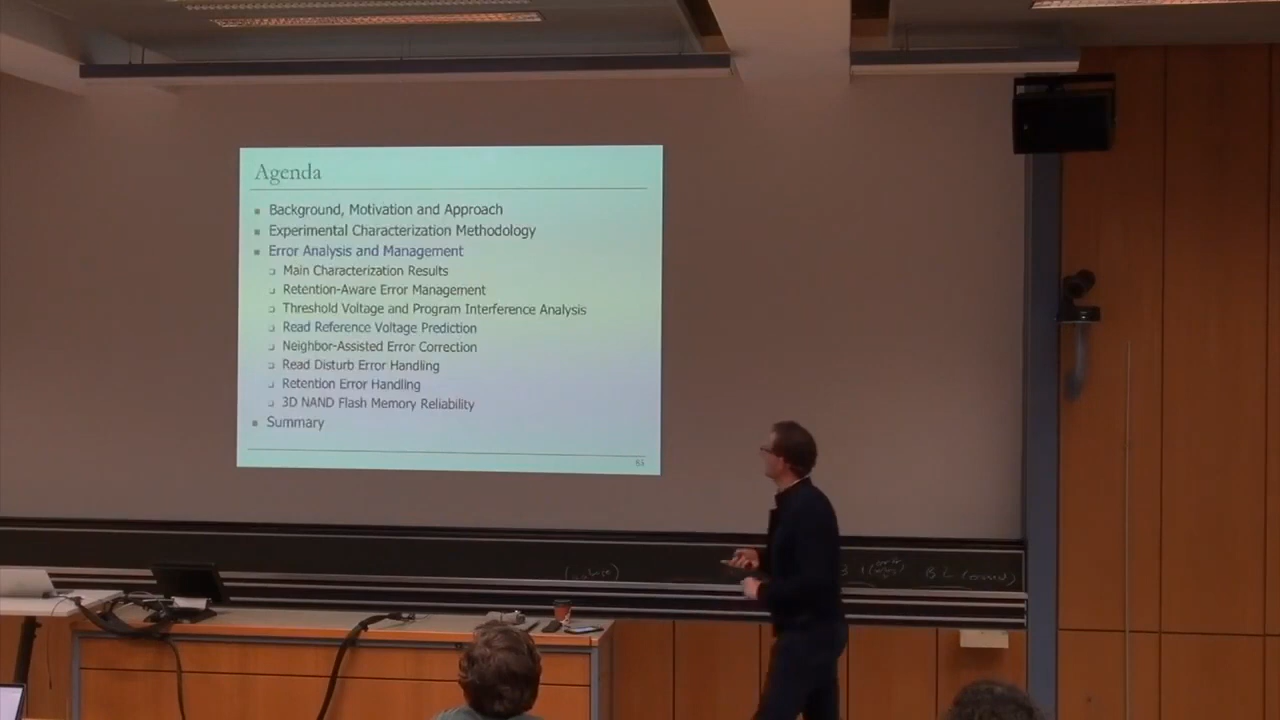 Agenda
Background, Motivation and Approach
Experimental Characterization Methodology
Error Analysis and Management
Main Characterization Results
Retention-Aware Error Management
Threshold Voltage and Program Interference Analysis
Read Reference Voltage Prediction
Neighbor-Assisted Error Correction
Read Disturb Error Handling
Retention Error Handling
3D NAND Flash Memory Reliability
Summary